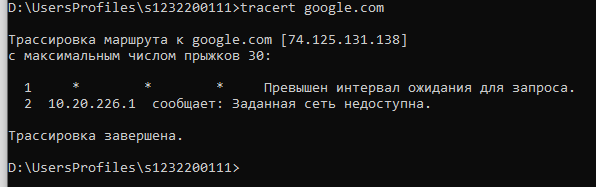 D:\UsersProfiles\s1232200111>tracert google.com
Трассировка маршрута к google.com [74.125.131.138]
с максимальным числом прыжков 30:
1 * * * Превышен интервал ожидания для запроса.
2 10.20.226.1 сообщает: Заданная сеть недоступна.
Трассировка завершена.
D:\UsersProfiles\s1232200111>